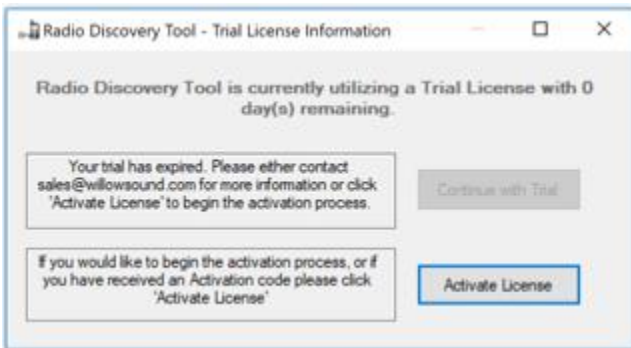 Radio Discovery Tool - Trial License Information
Radio Discovery Tool is currently utilizing a Trial License with 0
day(s) remaining.
Your trial has expired. Please either contact
sales@willowsound.com for more information or click
'Activate License' to begin the activation process.
Continue with Trial
If you would like to begin the activation process, or if
you have received an Activation code please click
'Activate License'
Activate License